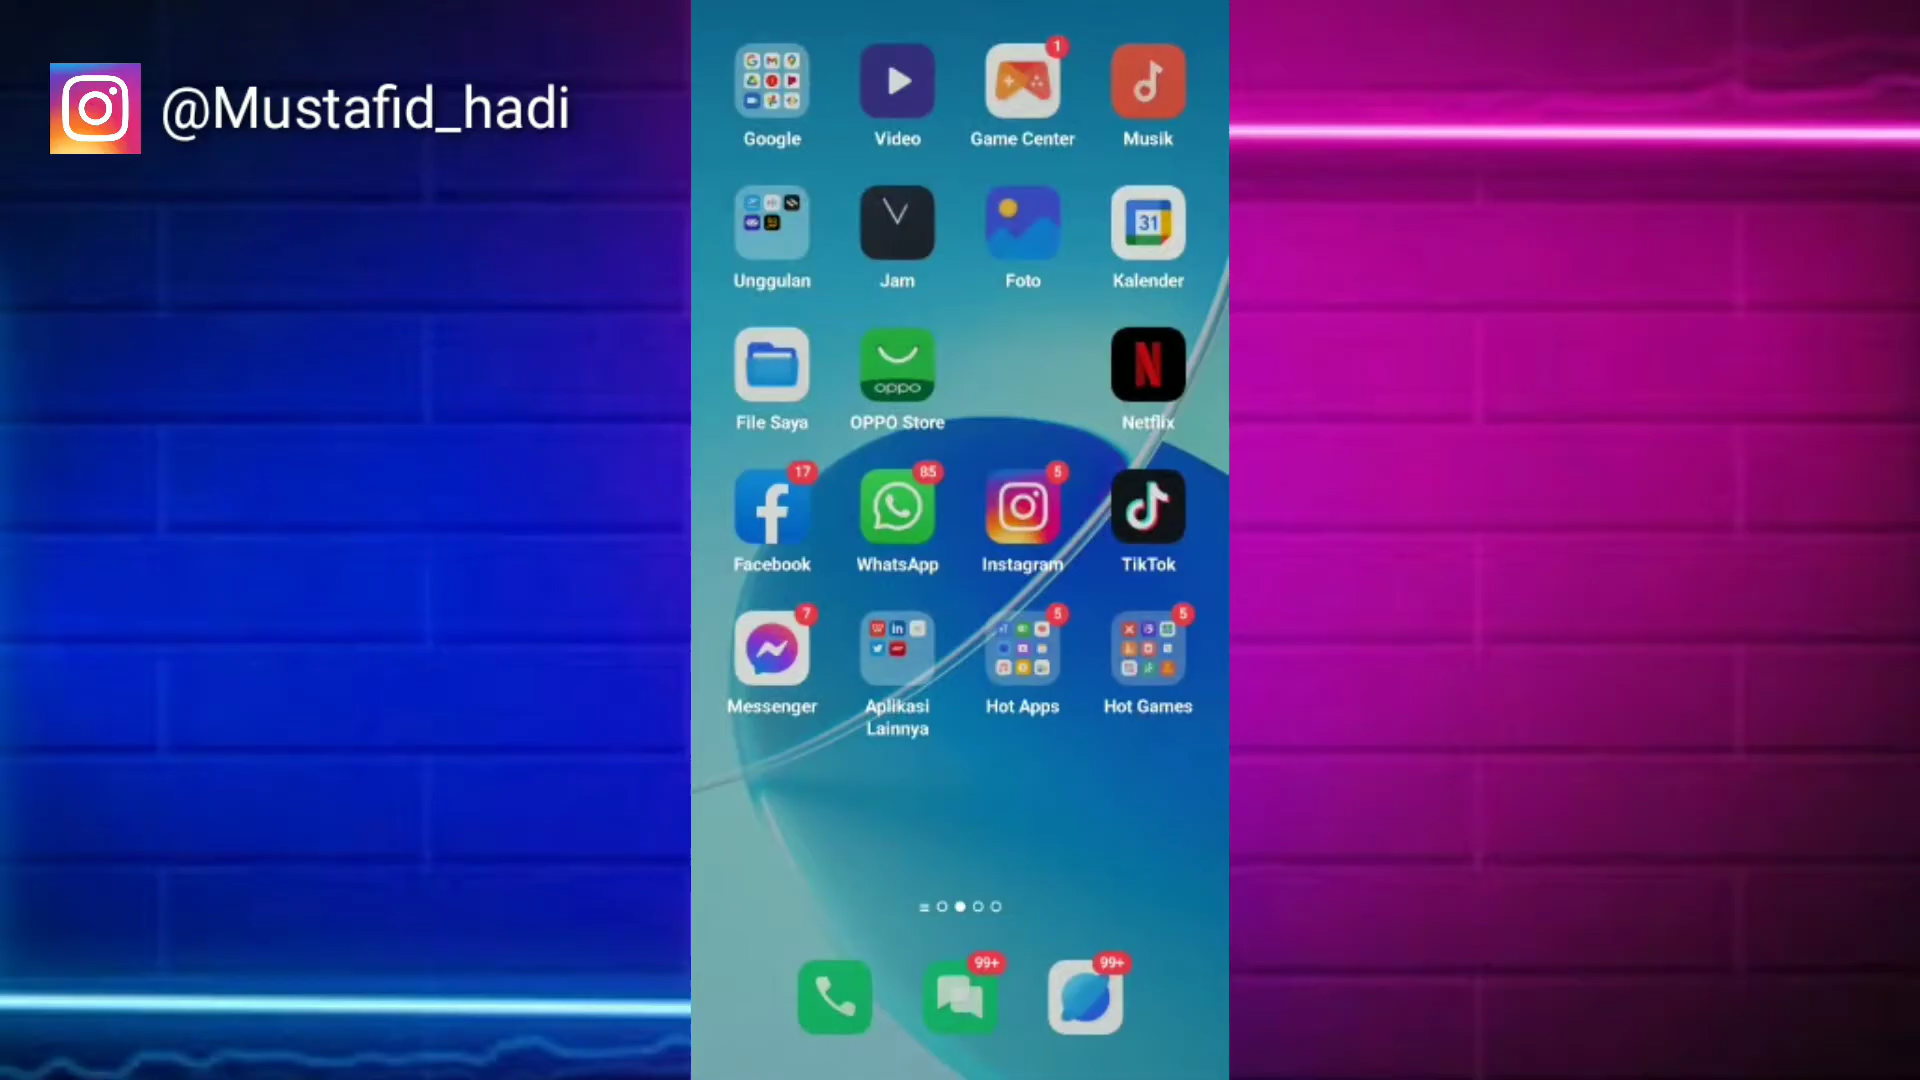 @Mustafid_hadi
1
Google
Video
Game Center
Musik
31
Unggulan
Jam
Foto
Kalender
oppo
N
File Saya
OPPO Store
Netflix
17
85
5
Facebook
WhatsApp
Instagram
TikTok
7
in
5
5
Messenger
Aplikasi
Lainnya
Hot Apps
Hot Games
99+
99+